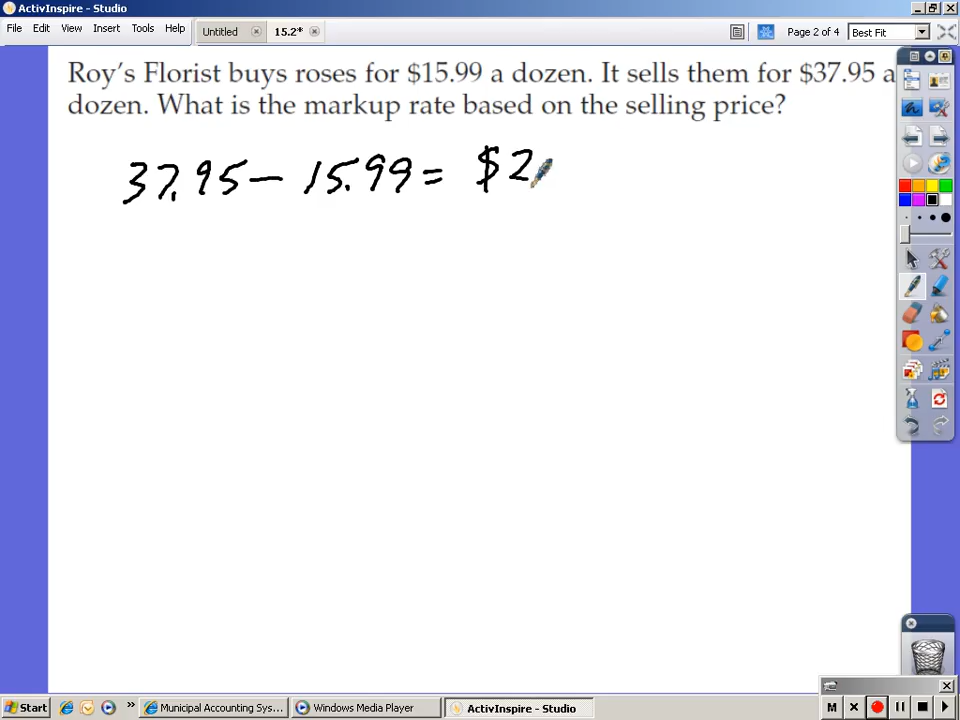 ActivInspire - Studio
File Edit View Insert Tools Help Untitled 15.2* Page 2 of 4 Best Fit
Roy's Florist buys roses for $15.99 a dozen. It sells them for $37.95 a
dozen. What is the markup rate based on the selling price?
37.95 - 15.99 = $2
M
Start » Municipal Accounting Sys... Windows Media Player ActivInspire - Studio